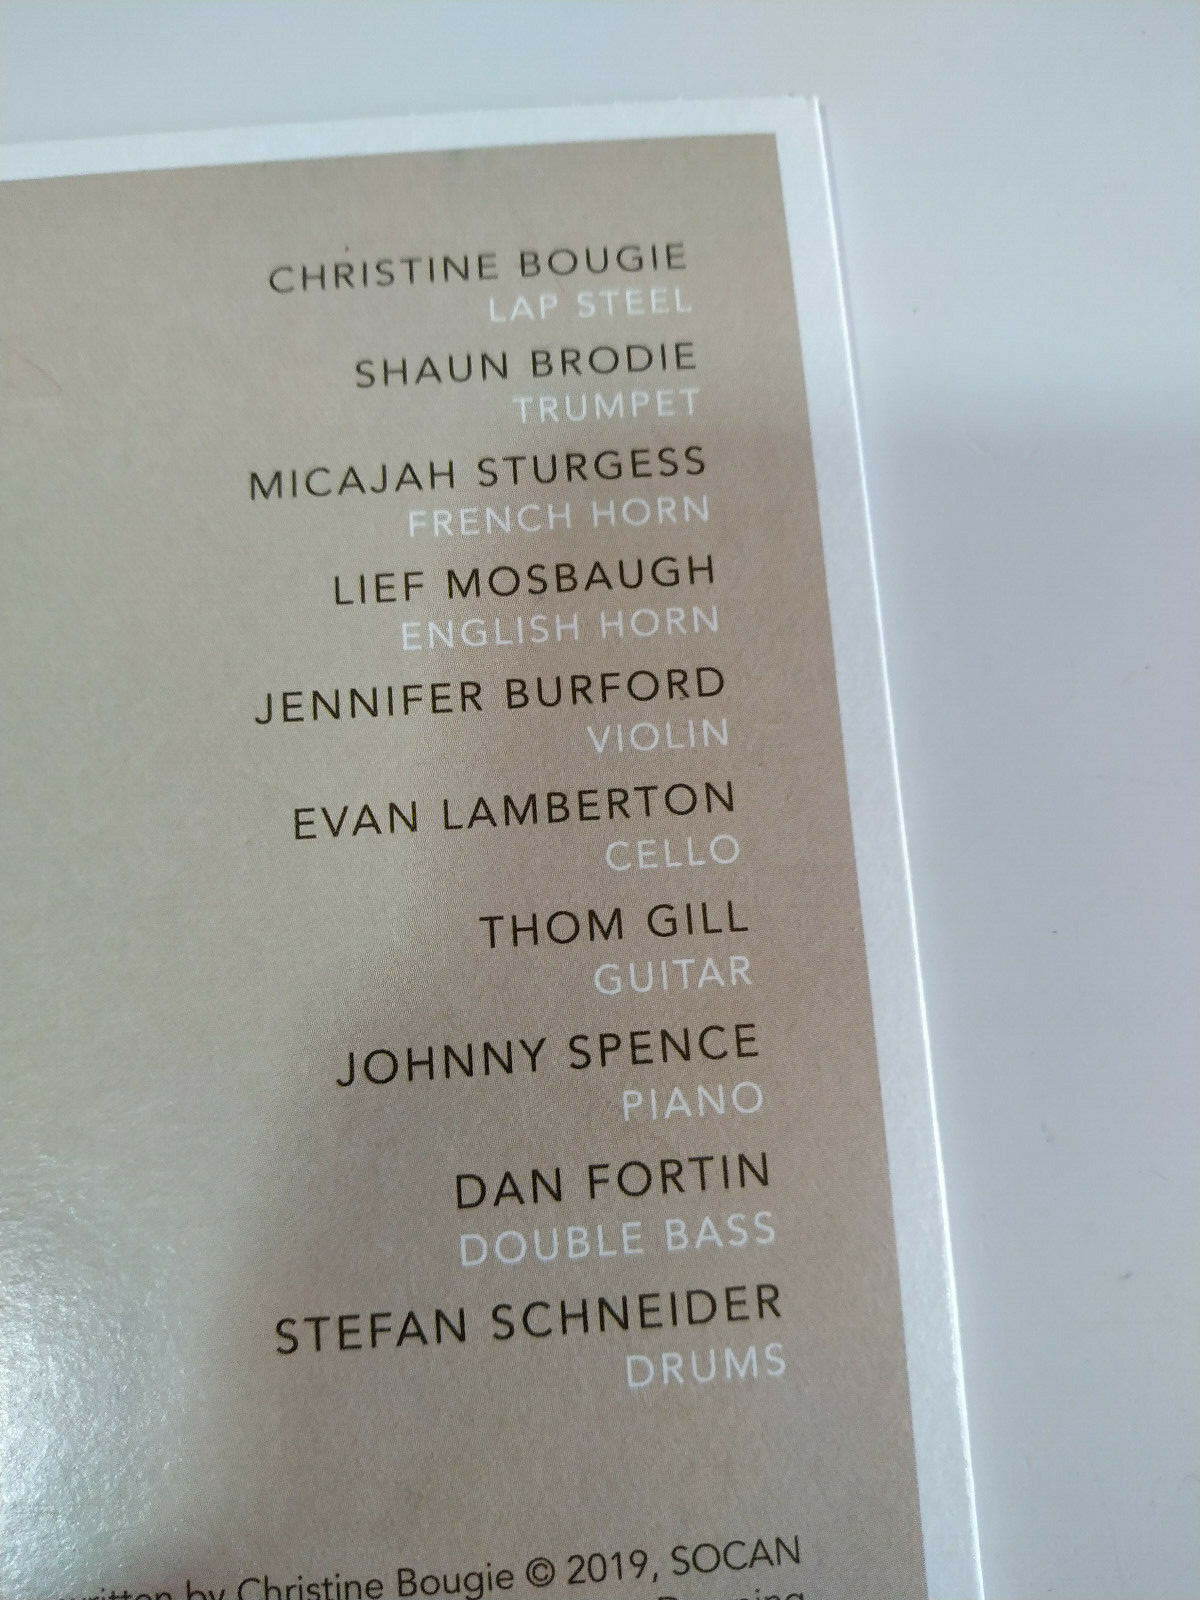 CHRISTINE BOUGIE
LAP STEEL
SHAUN BRODIE
TRUMPET
MICAJAH STURGESS
FRENCH HORN
LIEF MOSBAUGH
ENGLISH HORN
JENNIFER BURFORD
VIOLIN
EVAN LAMBERTON
CELLO
THOM GILL
GUITAR
JOHNNY SPENCE
PIANO
DAN FORTIN
DOUBLE BASS
STEFAN SCHNEIDER
DRUMS
written by Christine Bougie © 2019, SOCAN